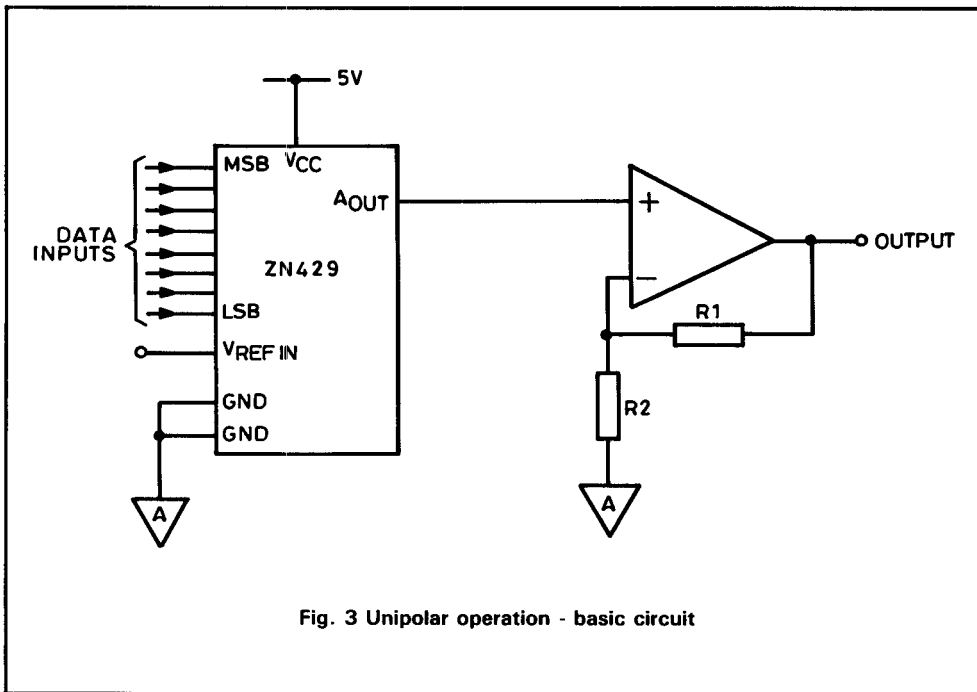 5V
VCC
MSB
AOUT
DATA
INPUTS
ZN429
LSB
VREF IN
GND
GND
A
+
−
OUTPUT
R1
R2
A
Fig. 3 Unipolar operation - basic circuit